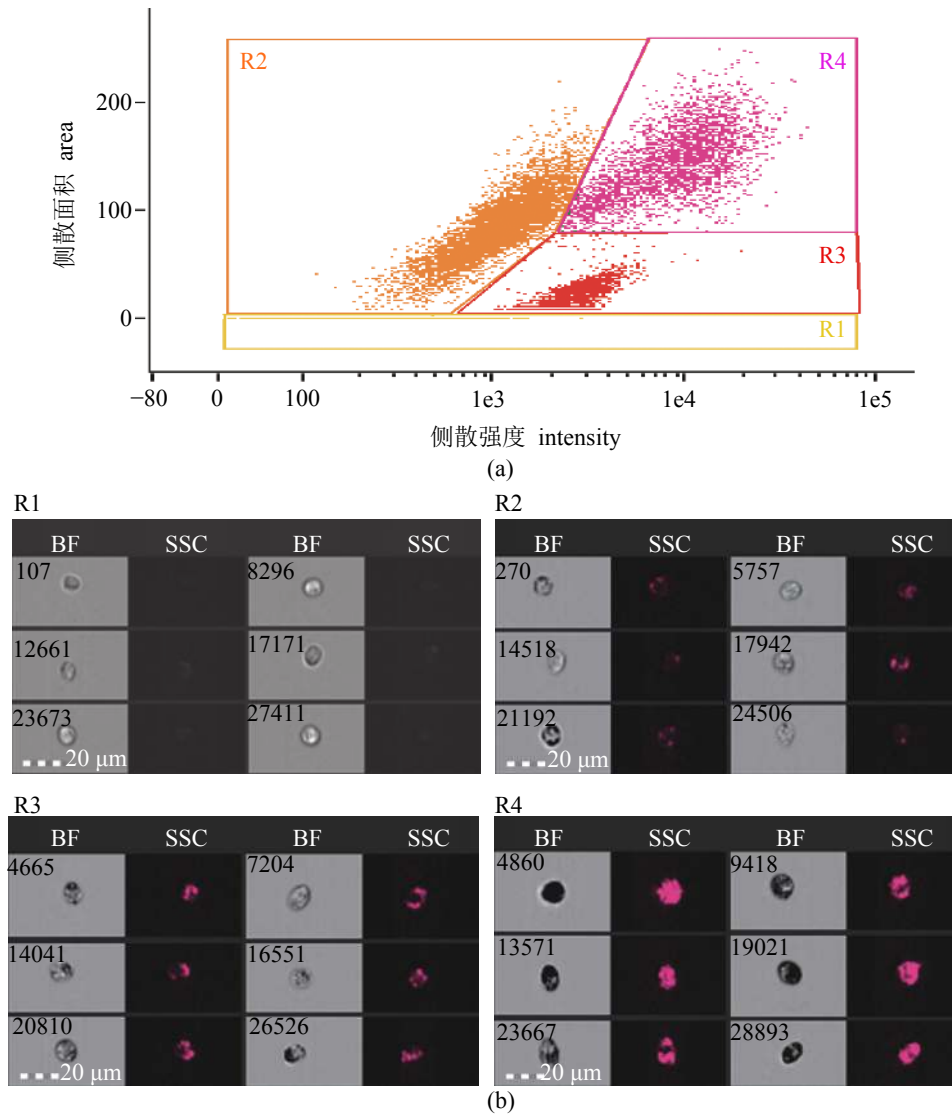 R2
R4
200
侧散面积 area
100
R3
0
R1
−80 0 100 1e3 1e4 1e5
侧散强度 intensity
(a)
R1
BF SSC BF SSC
107 8296
12661 17171
23673 27411
20 μm
R2
BF SSC BF SSC
270 5757
14518 17942
21192 24506
20 μm
R3
BF SSC BF SSC
4665 7204
14041 16551
20810 26526
20 μm
R4
BF SSC BF SSC
4860 9418
13571 19021
23667 28893
20 μm
(b)